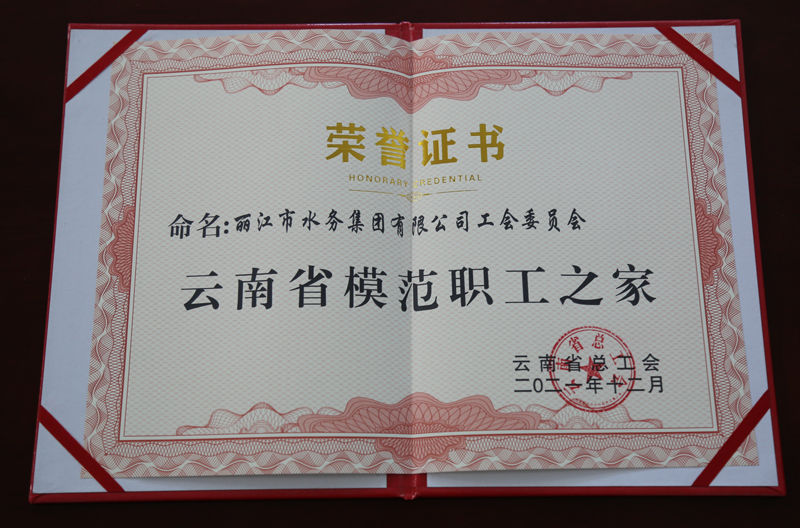 荣誉证书
HONORARY CREDENTIAL
命名:丽江市水务集团有限公司工会委员会
云南省模范职工之家
云南省总工会
二〇二一年十二月